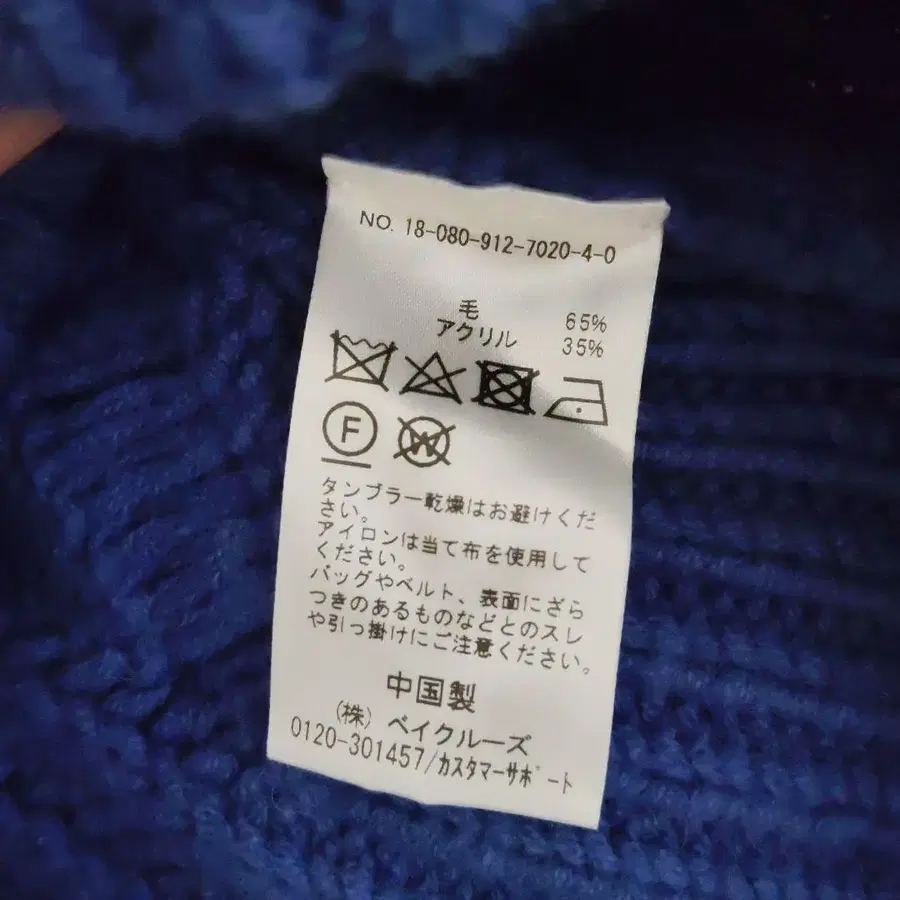 NO. 18-080-912-7020-4-0
毛 65%
アクリル 35%
F W
タンブラー乾燥はお避けくだ
さい。
アイロンは当て布を使用して
ください。
バッグやベルト、表面にざら
つきのあるものなどとのスレ
や引っ掛けにご注意ください。
中国製
(株) ベイクルーズ
0120-301457/カスタマーサポート